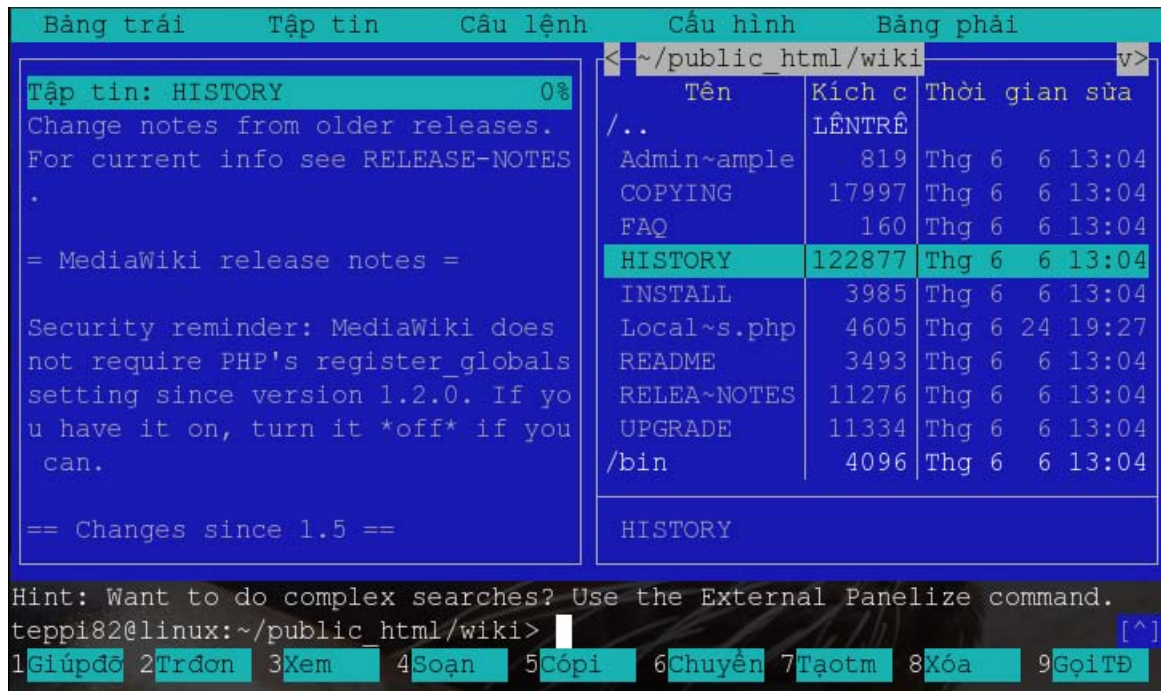 Bảng trái Tập tin Câu lệnh Cấu hình Bảng phải
Tập tin: HISTORY 0%
Change notes from older releases.
For current info see RELEASE-NOTES
.
= MediaWiki release notes =
Security reminder: MediaWiki does
not require PHP's register_globals
setting since version 1.2.0. If yo
u have it on, turn it *off* if you
can.
== Changes since 1.5 ==
< ~/public_html/wiki v>
Tên Kích c Thời gian sửa
/.. LÊNTRÊ
Admin~ample 819 Thg 6 6 13:04
COPYING 17997 Thg 6 6 13:04
FAQ 160 Thg 6 6 13:04
HISTORY 122877 Thg 6 6 13:04
INSTALL 3985 Thg 6 6 13:04
Local~s.php 4605 Thg 6 24 19:27
README 3493 Thg 6 6 13:04
RELEA~NOTES 11276 Thg 6 6 13:04
UPGRADE 11334 Thg 6 6 13:04
/bin 4096 Thg 6 6 13:04
HISTORY
Hint: Want to do complex searches? Use the External Panelize command.
teppi82@linux:~/public_html/wiki> [^]
1Giúpđỡ 2Trđơn 3Xem 4Soạn 5Cópi 6Chuyển 7Tạotm 8Xóa 9GọiTĐ